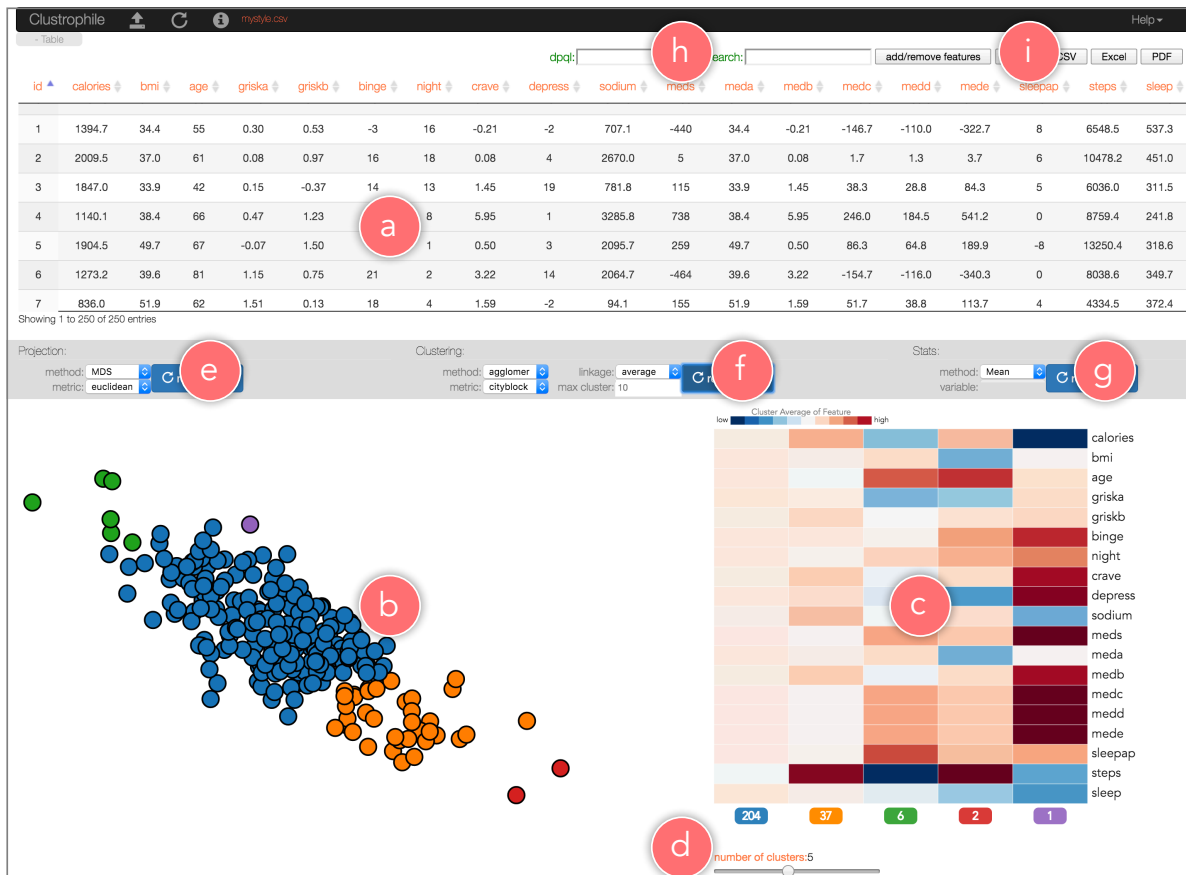 Clustrophile mystyle.csv Help
- Table
dpql: h earch: add/remove features i CSV Excel PDF
id calories bmi age griska griskb binge night crave depress sodium meds meda medb medc medd mede sleepap steps sleep
1 1394.7 34.4 55 0.30 0.53 -3 16 -0.21 -2 707.1 -440 34.4 -0.21 -146.7 -110.0 -322.7 8 6548.5 537.3
2 2009.5 37.0 61 0.08 0.97 16 18 0.08 4 2670.0 5 37.0 0.08 1.7 1.3 3.7 6 10478.2 451.0
3 1847.0 33.9 42 0.15 -0.37 14 13 1.45 19 781.8 115 33.9 1.45 38.3 28.8 84.3 5 6036.0 311.5
4 1140.1 38.4 66 0.47 1.23 8 5.95 1 3285.8 738 38.4 5.95 246.0 184.5 541.2 0 8759.4 241.8
a
5 1904.5 49.7 67 -0.07 1.50 1 0.50 3 2095.7 259 49.7 0.50 86.3 64.8 189.9 -8 13250.4 318.6
6 1273.2 39.6 81 1.15 0.75 21 2 3.22 14 2064.7 -464 39.6 3.22 -154.7 -116.0 -340.3 0 8038.6 349.7
7 836.0 51.9 62 1.51 0.13 18 4 1.59 -2 94.1 155 51.9 1.59 51.7 38.8 113.7 4 4334.5 372.4
Showing 1 to 250 of 250 entries
Projection: Clustering: Stats:
method: MDS e method: agglomer linkage: average f method: Mean g
metric: euclidean metric: cityblock max cluster: 10 variable:
Cluster Average of Feature
low high
calories
bmi
age
griska
griskb
binge
night
crave
depress
b
c
sodium
meds
meda
medb
medc
medd
mede
sleepap
steps
sleep
204 37 6 2 1
d
number of clusters:5